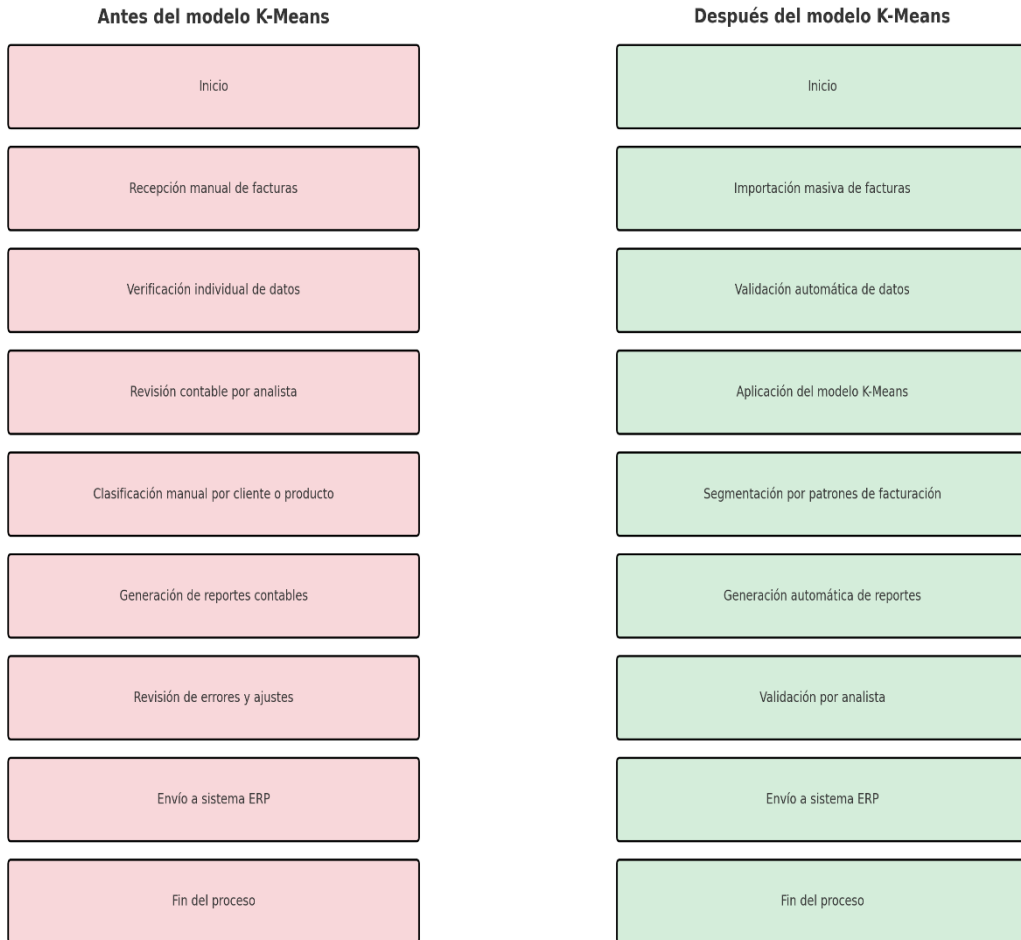 Antes del modelo K-Means
Inicio
Recepción manual de facturas
Verificación individual de datos
Revisión contable por analista
Clasificación manual por cliente o producto
Generación de reportes contables
Revisión de errores y ajustes
Envío a sistema ERP
Fin del proceso
Después del modelo K-Means
Inicio
Importación masiva de facturas
Validación automática de datos
Aplicación del modelo K-Means
Segmentación por patrones de facturación
Generación automática de reportes
Validación por analista
Envío a sistema ERP
Fin del proceso